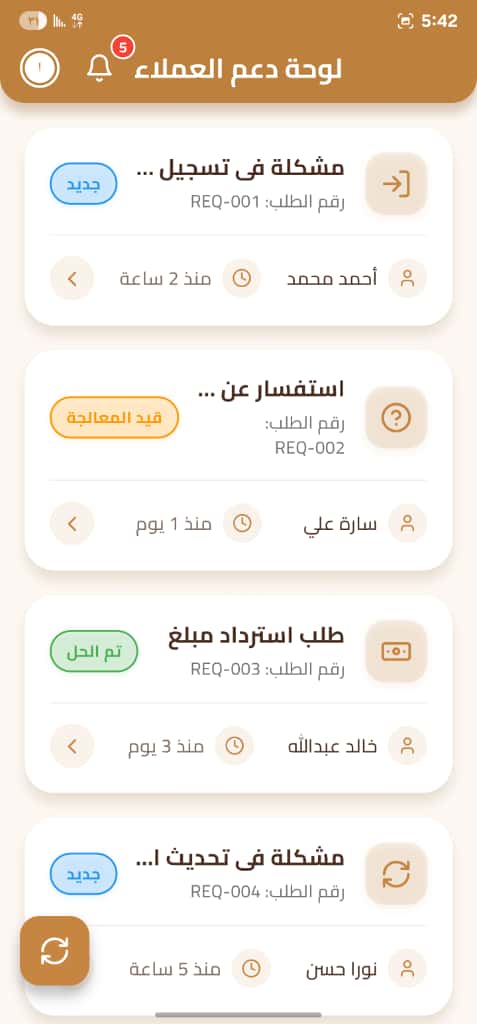 5:42
4G
٣١
لوحة دعم العملاء
5
!
مشكلة في تسجيل ...
رقم الطلب: REQ-001
جديد
أحمد محمد
منذ 2 ساعة
استفسار عن ...
رقم الطلب:
REQ-002
قيد المعالجة
سارة علي
منذ 1 يوم
طلب استرداد مبلغ
رقم الطلب: REQ-003
تم الحل
خالد عبدالله
منذ 3 يوم
مشكلة في تحديث ا...
رقم الطلب: REQ-004
جديد
نورا حسن
منذ 5 ساعة